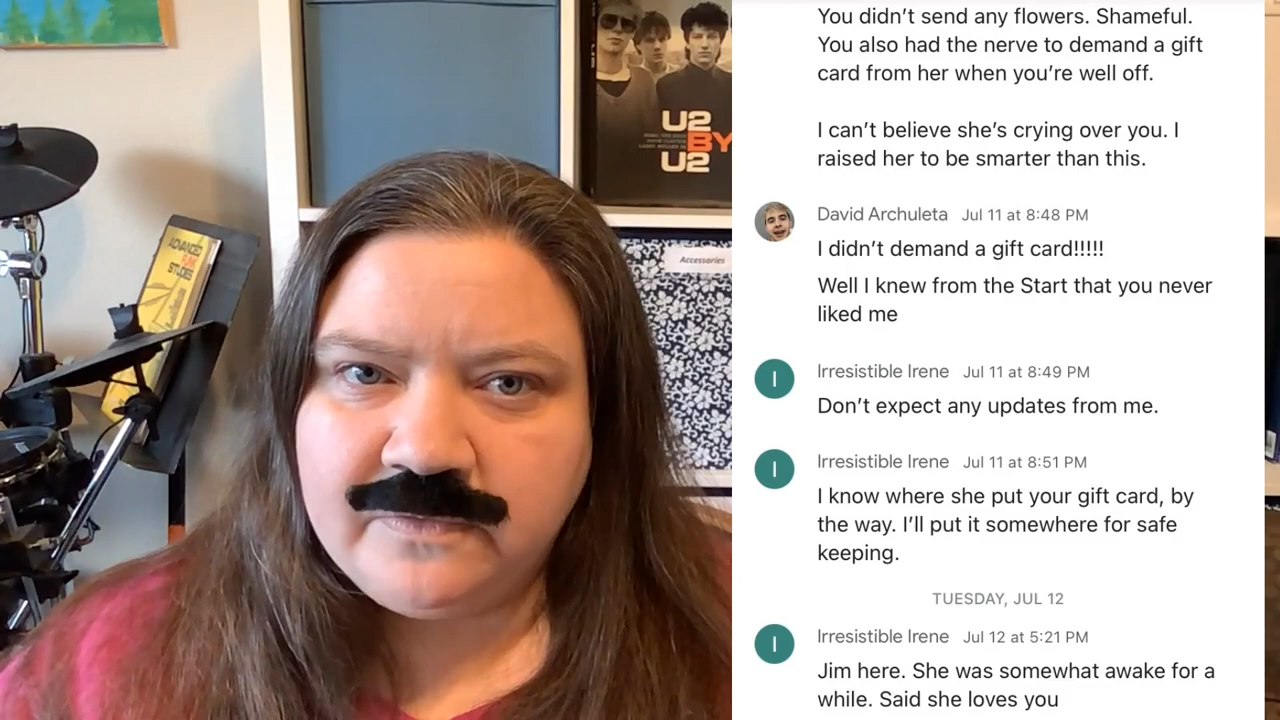 ADVANCED
FUNK
STUDIES
U2
BY
U2
Accessories
You didn’t send any flowers. Shameful.
You also had the nerve to demand a gift
card from her when you’re well off.
I can’t believe she’s crying over you. I
raised her to be smarter than this.
David Archuleta Jul 11 at 8:48 PM
I didn’t demand a gift card!!!!!
Well I knew from the Start that you never
liked me
Irresistible Irene Jul 11 at 8:49 PM
I
Don’t expect any updates from me.
Irresistible Irene Jul 11 at 8:51 PM
I
I know where she put your gift card, by
the way. I’ll put it somewhere for safe
keeping.
TUESDAY, JUL 12
Irresistible Irene Jul 12 at 5:21 PM
I
Jim here. She was somewhat awake for a
while. Said she loves you